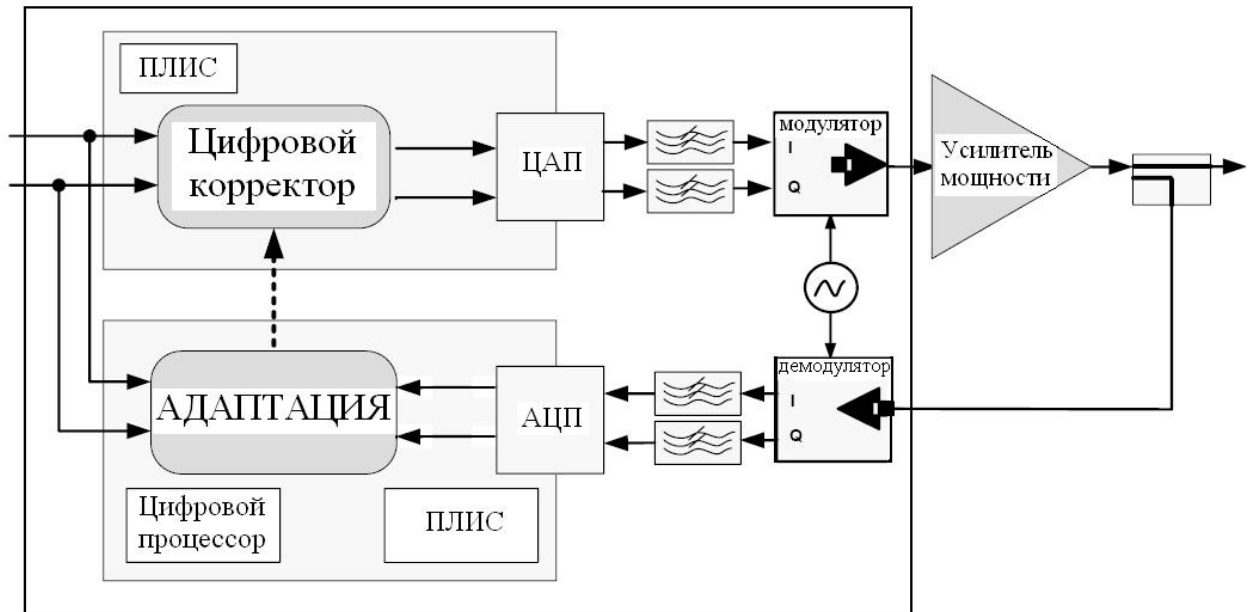 ПЛИС
Цифровой
корректор
ЦАП
модулятор
I
Q
Усилитель
мощности
АДАПТАЦИЯ
АЦП
демодулятор
I
Q
Цифровой
процессор
ПЛИС